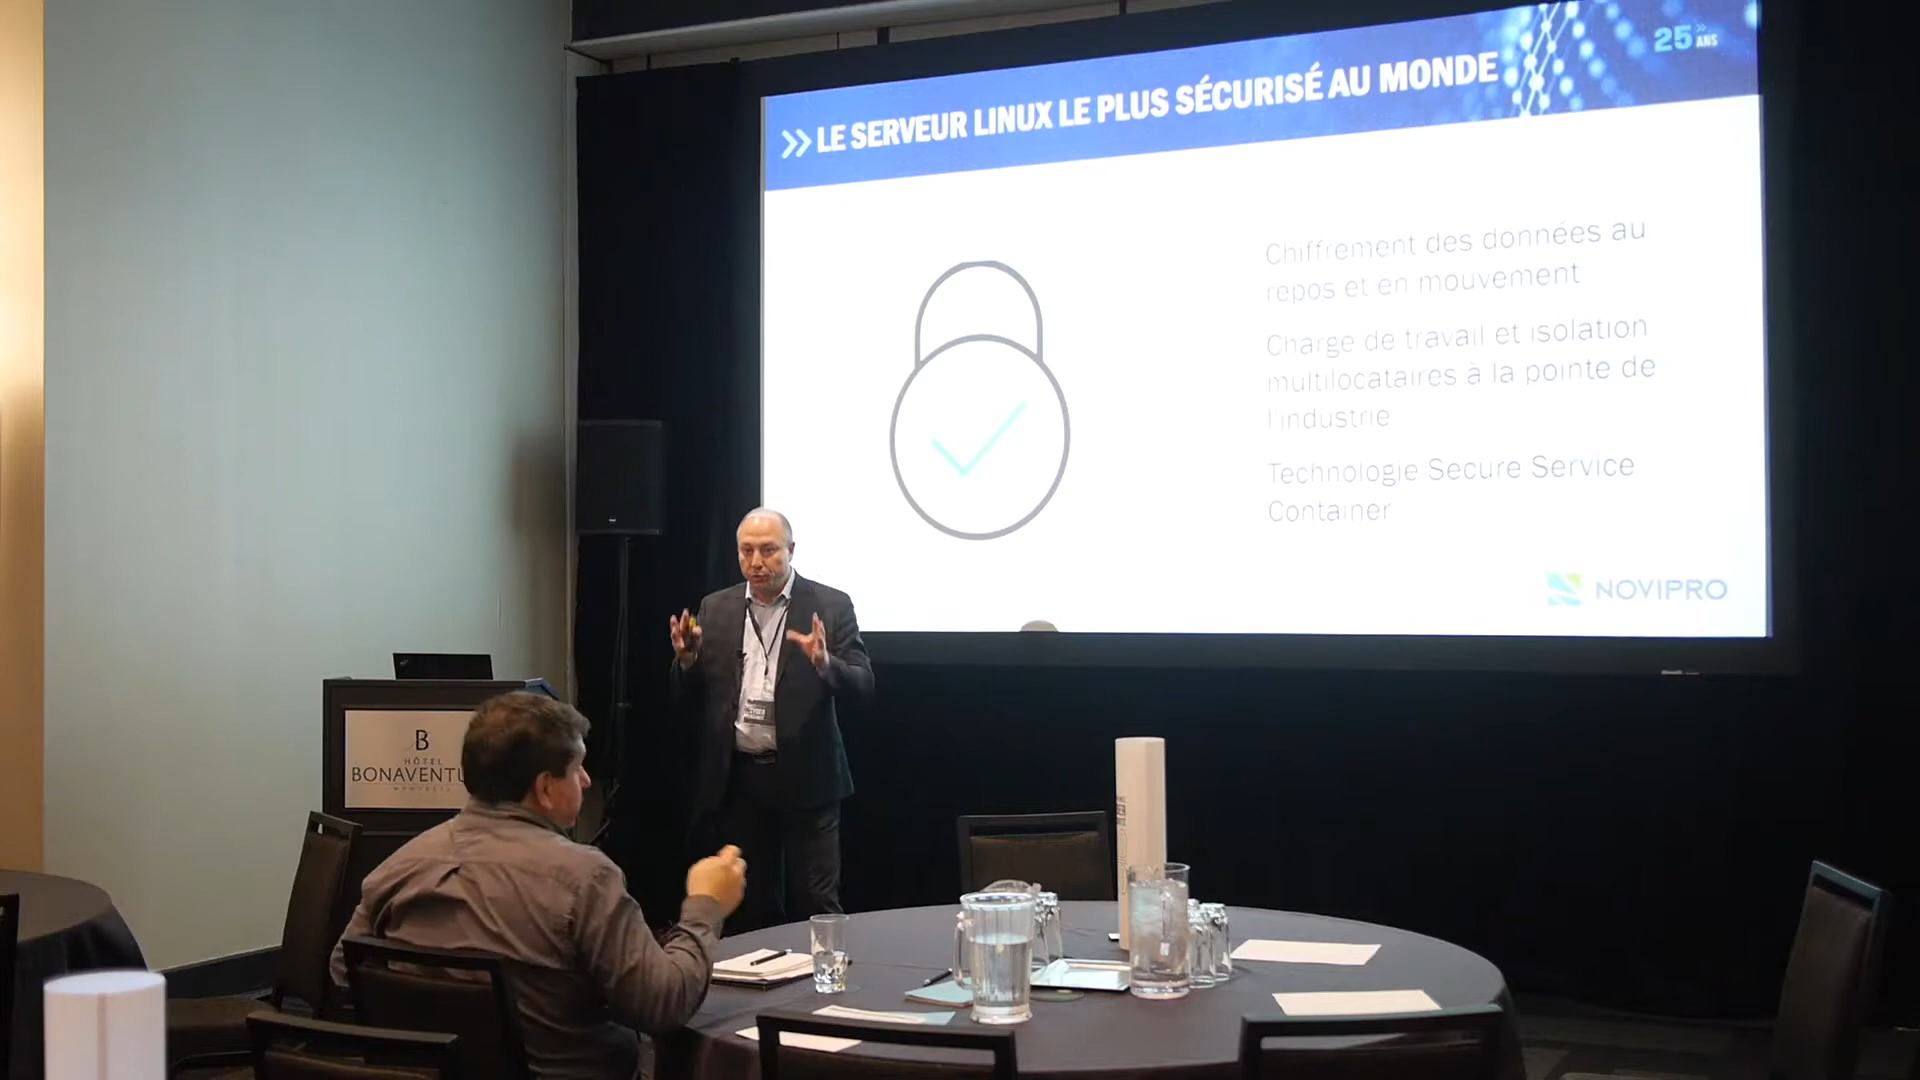 25 ANS
LE SERVEUR LINUX LE PLUS SÉCURISÉ AU MONDE
Chiffrement des données au
repos et en mouvement
Charge de travail et isolation
multilocataires à la pointe de
l'industrie
Technologie Secure Service
Container
NOVIPRO
B
HÔTEL
BONAVENTU